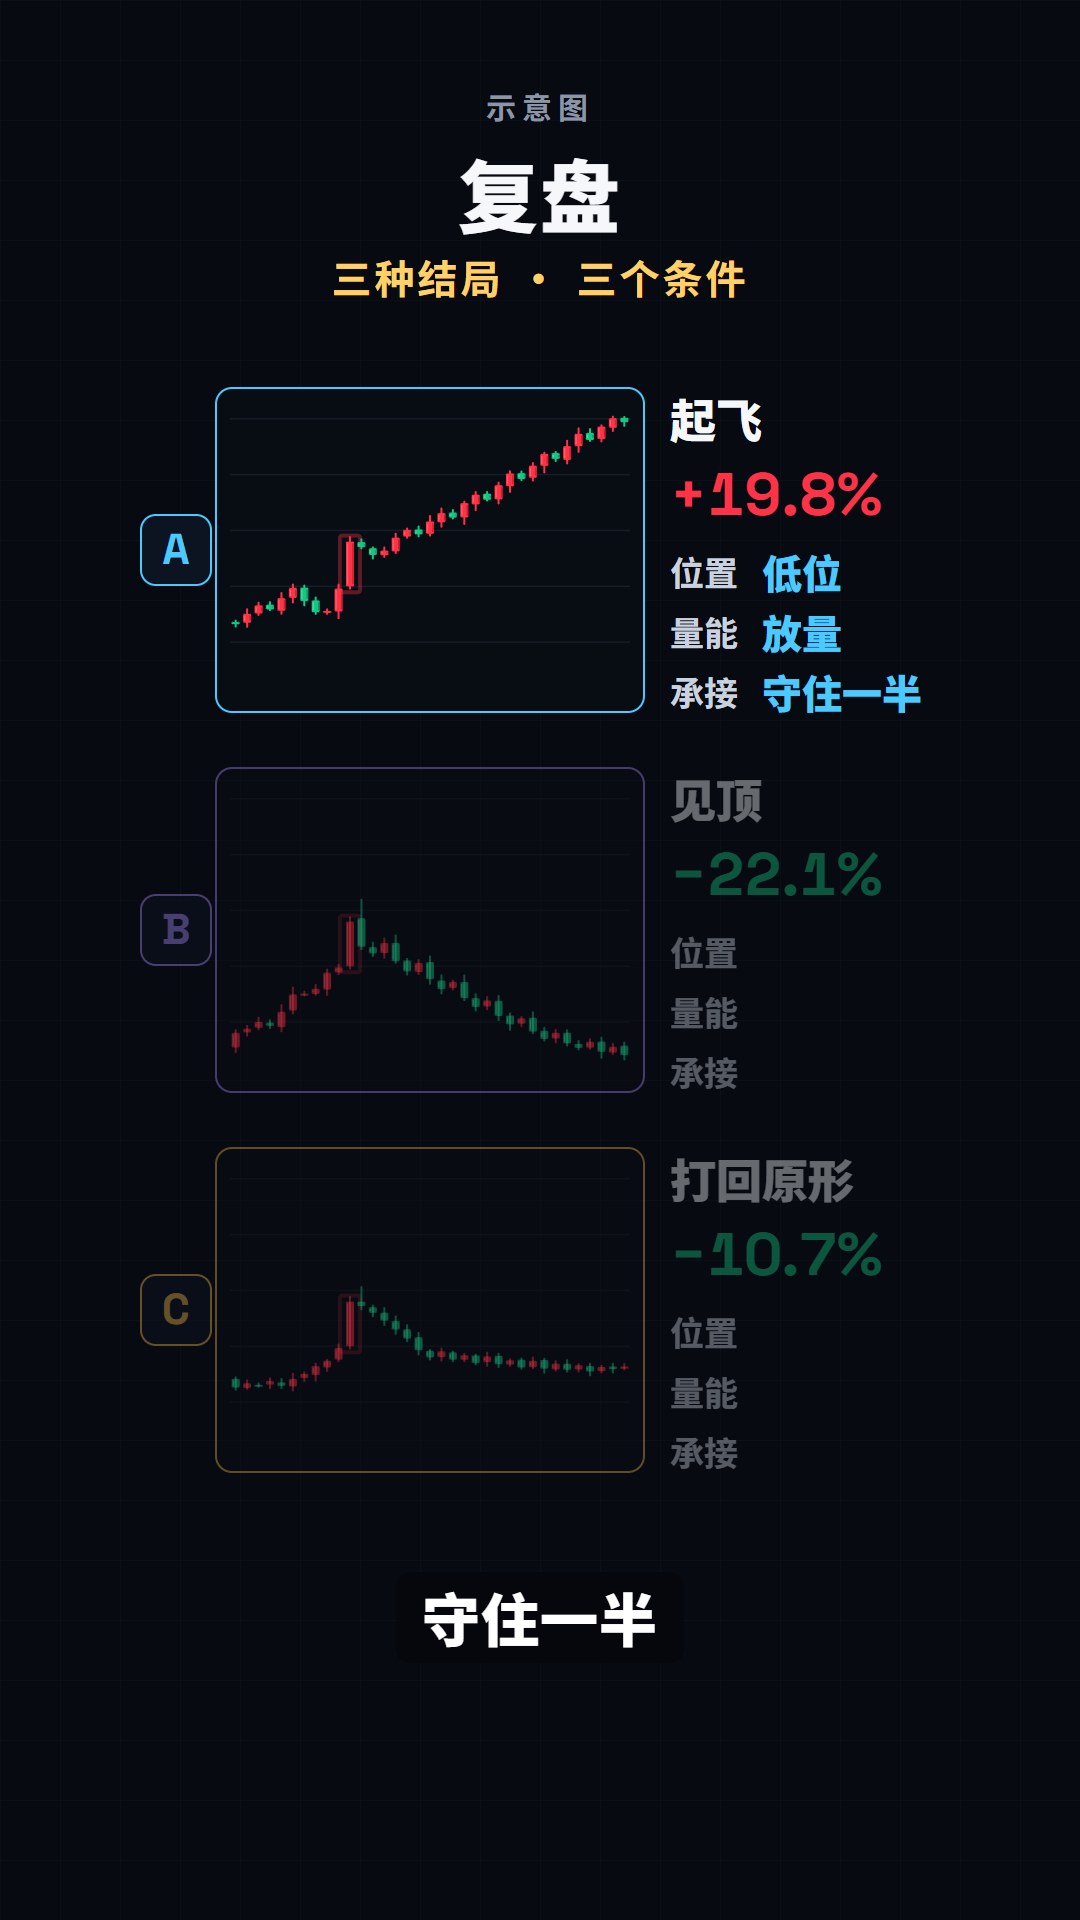 示意图
复盘
三种结局 · 三个条件
A
起飞
+19.8%
位置 低位
量能 放量
承接 守住一半
B
见顶
-22.1%
位置
量能
承接
C
打回原形
-10.7%
位置
量能
承接
守住一半